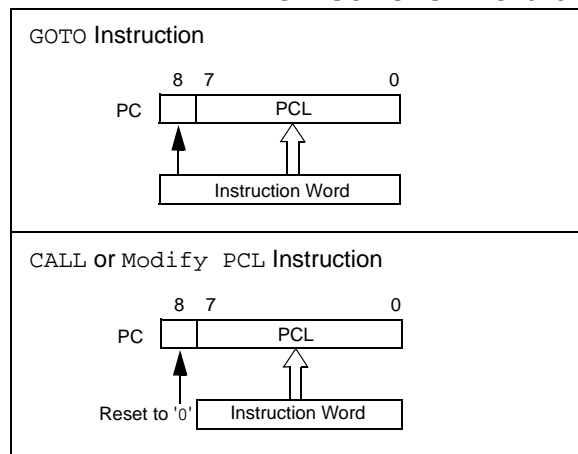 GOTO Instruction
8 7 0
PC PCL
Instruction Word
CALL or Modify PCL Instruction
8 7 0
PC PCL
Reset to '0' Instruction Word